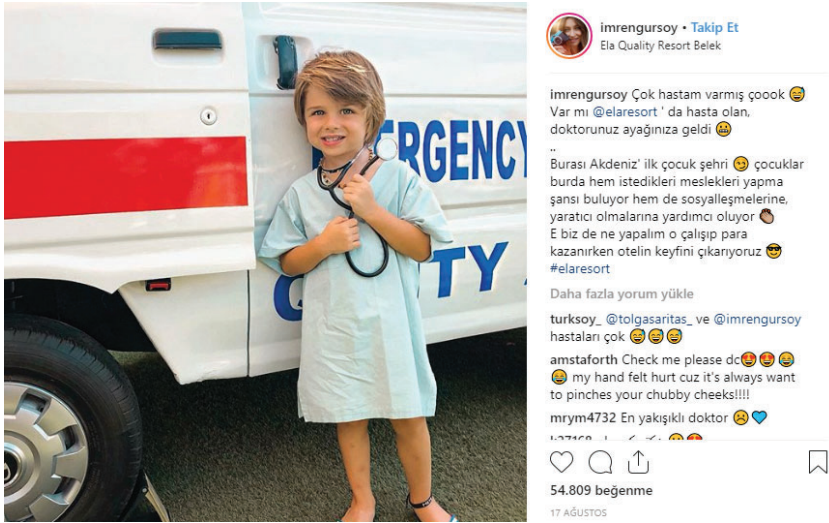 EMERGENCY
TY
imrengursoy • Takip Et
Ela Quality Resort Belek
imrengursoy Çok hastam varmış çoook 😅
Var mı @elaresort ' da hasta olan,
doktorunuz ayağınıza geldi 😬
..
Burası Akdeniz' ilk çocuk şehri 😉 çocuklar
burda hem istedikleri meslekleri yapma
şansı buluyor hem de sosyalleşmelerine,
yaratıcı olmalarına yardımcı oluyor 👏🏽
E biz de ne yapalım o çalışıp para
kazanırken otelin keyfini çıkarıyoruz 😎
#elaresort
Daha fazla yorum yükle
turksoy_ @tolgasaritas_ ve @imrengursoy
hastaları çok 😅😅😅
amstaforth Check me please dc🤩🤩😂
😂 my hand felt hurt cuz it's always want
to pinches your chubby cheeks!!!!
mrym4732 En yakışıklı doktor ☹️💙
54.809 beğenme
17 AĞUSTOS